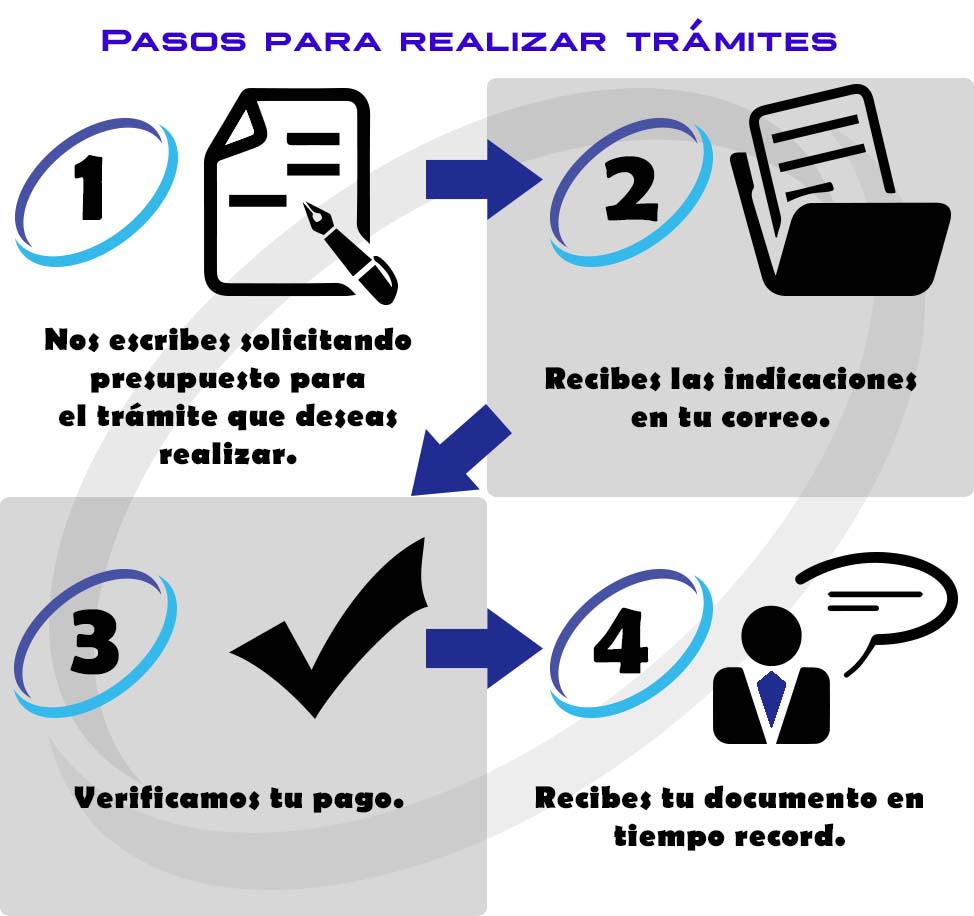 Pasos para realizar trámites
1
Nos escribes solicitando
presupuesto para
el trámite que deseas
realizar.
2
Recibes las indicaciones
en tu correo.
3
Verificamos tu pago.
4
Recibes tu documento en
tiempo record.